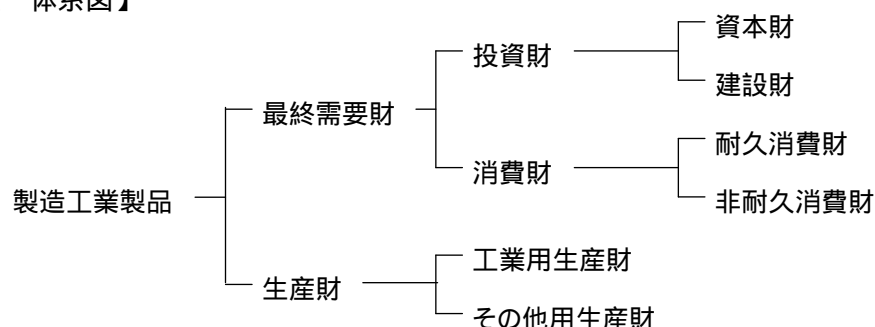 体系図】
資本財
投資財
建設財
最終需要財
耐久消費財
消費財
非耐久消費財
製造工業製品
工業用生産財
生産財
その他用生産財